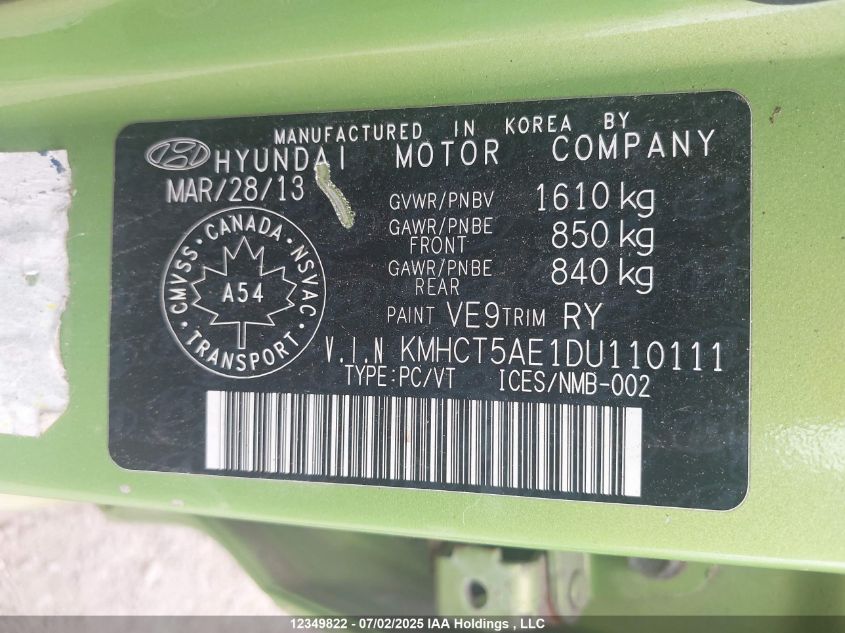 MANUFACTURED IN KOREA BY
HYUNDAI MOTOR COMPANY
MAR/28/13
GVWR/PNBV 1610 kg
GAWR/PNBE FRONT 850 kg
GAWR/PNBE REAR 840 kg
CMVSS · CANADA · NSVAC · TRANSPORT ·
A54
PAINT VE9 TRIM RY
V.I.N KMHCT5AE1DU110111
TYPE:PC/VT ICES/NMB-002
12349822 - 07/02/2025 IAA Holdings , LLC